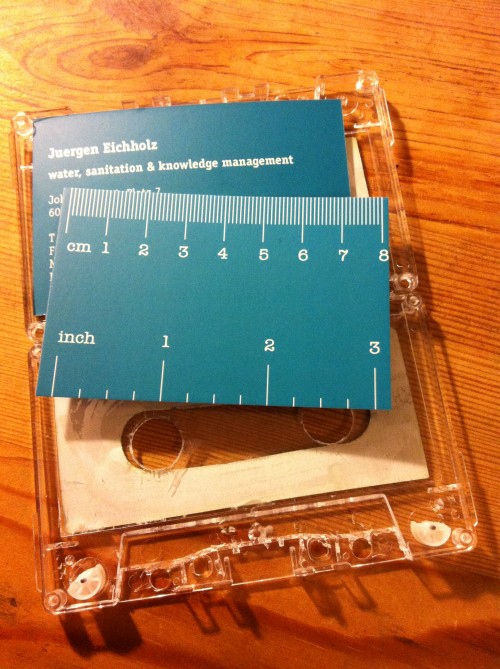 Juergen Eichholz
water, sanitation & knowledge management
cm 1 2 3 4 5 6 7 8
inch 1 2 3